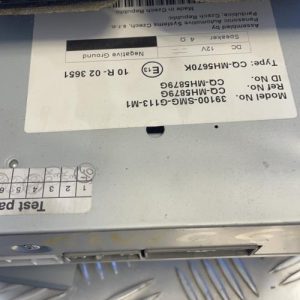 Model No. 39100-SMG-G113-M1
Ref No. CQ-MH5879G
ID No. CQ-MH5879G
Type: CQ-MH5670K
E13 10 R - 02 3651
DC 12V
Negative Ground
Speaker 4 Ω
Assembled by
Panasonic Automotive Systems Czech, s.r.o.
Pardubice, Czech Republic
Made in Czech Republic
Test pa
1 2 3 4 5 6